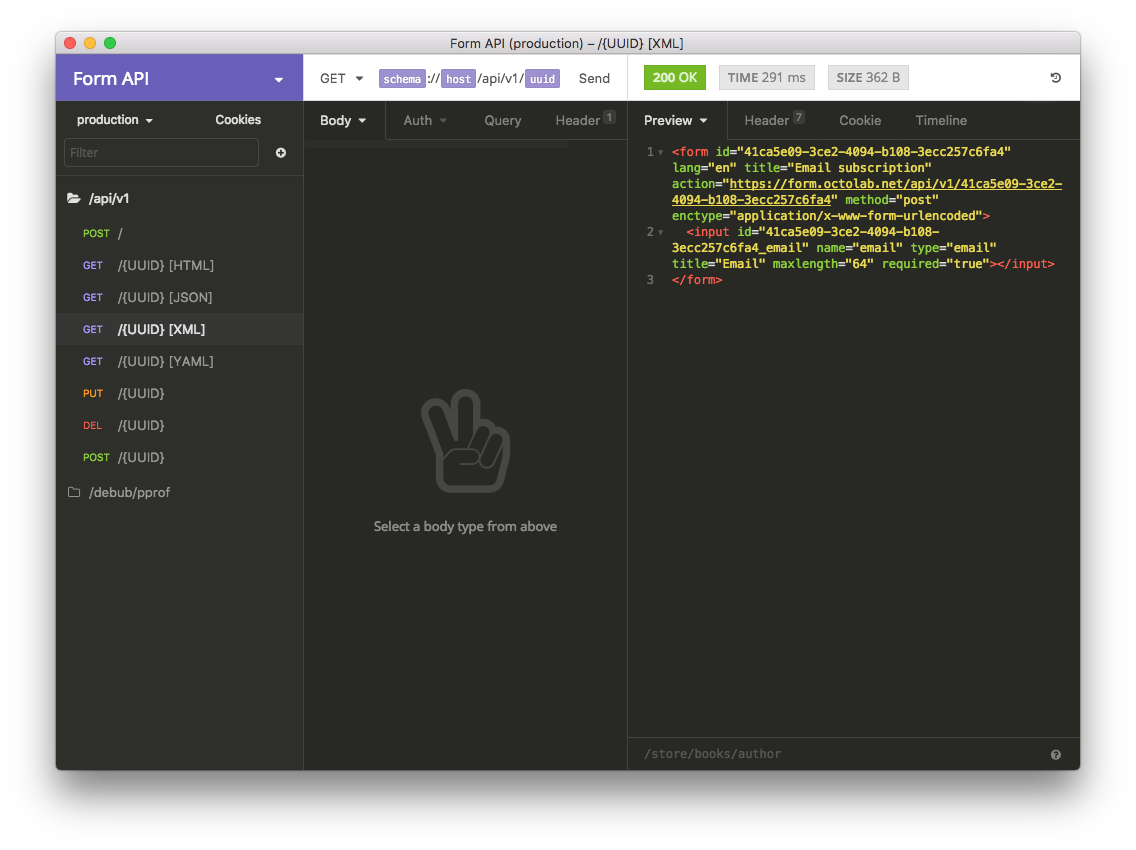 Form API (production) – /{UUID} [XML]
Form API
GET schema://host/api/v1/uuid Send
200 OK TIME 291 ms SIZE 362 B
production Cookies
Filter
/api/v1
POST /
GET /{UUID} [HTML]
GET /{UUID} [JSON]
GET /{UUID} [XML]
GET /{UUID} [YAML]
PUT /{UUID}
DEL /{UUID}
POST /{UUID}
/debub/pprof
Body Auth Query Header 1
Select a body type from above
Preview Header 7 Cookie Timeline
1 <form id="41ca5e09-3ce2-4094-b108-3ecc257c6fa4"
lang="en" title="Email subscription"
action="https://form.octolab.net/api/v1/41ca5e09-3ce2-
4094-b108-3ecc257c6fa4" method="post"
enctype="application/x-www-form-urlencoded">
2 <input id="41ca5e09-3ce2-4094-b108-
3ecc257c6fa4_email" name="email" type="email"
title="Email" maxlength="64" required="true"></input>
3 </form>
/store/books/author